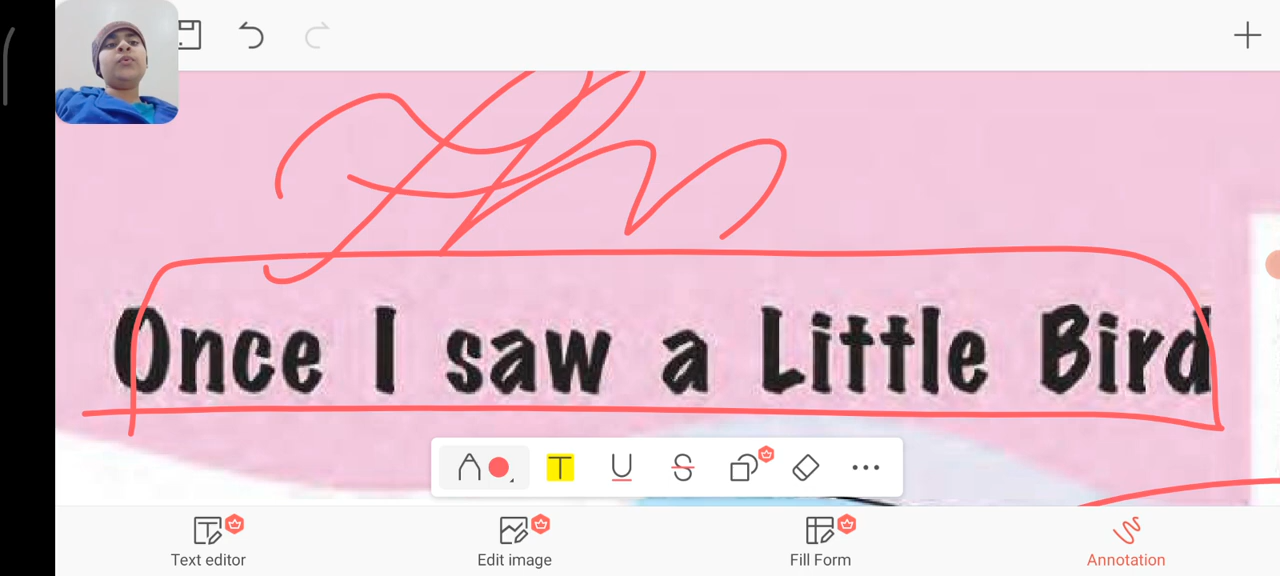 Once I saw a Little Bird
T U S
Text editor Edit image Fill Form Annotation